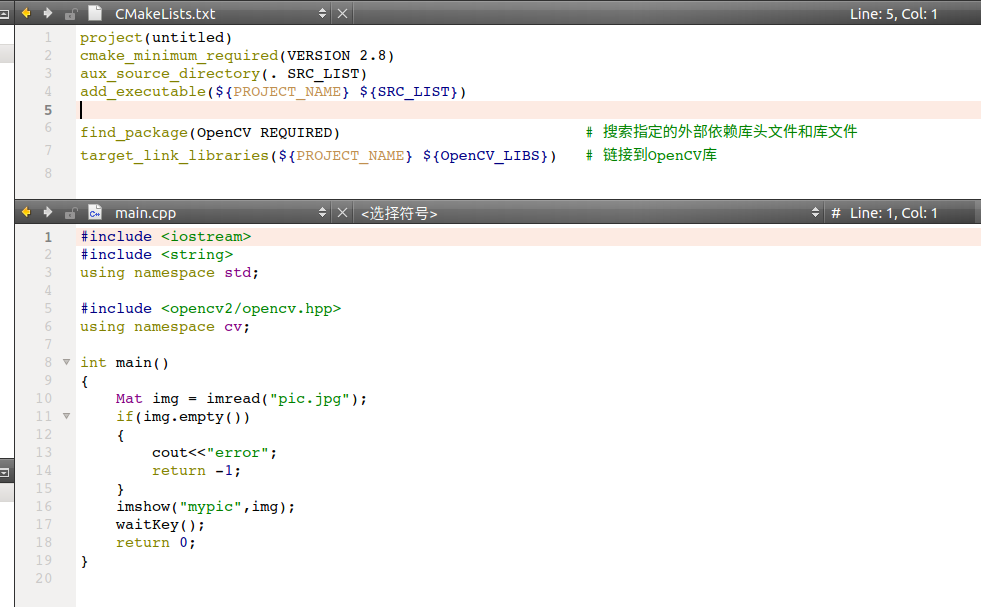 CMakeLists.txt Line: 5, Col: 1
1 project(untitled)
2 cmake_minimum_required(VERSION 2.8)
3 aux_source_directory(. SRC_LIST)
4 add_executable(${PROJECT_NAME} ${SRC_LIST})
5
6 find_package(OpenCV REQUIRED) # 搜索指定的外部依赖库头文件和库文件
7 target_link_libraries(${PROJECT_NAME} ${OpenCV_LIBS}) # 链接到OpenCV库
8
main.cpp <选择符号> # Line: 1, Col: 1
1 #include <iostream>
2 #include <string>
3 using namespace std;
4
5 #include <opencv2/opencv.hpp>
6 using namespace cv;
7
8 int main()
9 {
10     Mat img = imread("pic.jpg");
11     if(img.empty())
12     {
13         cout<<"error";
14         return -1;
15     }
16     imshow("mypic",img);
17     waitKey();
18     return 0;
19 }
20